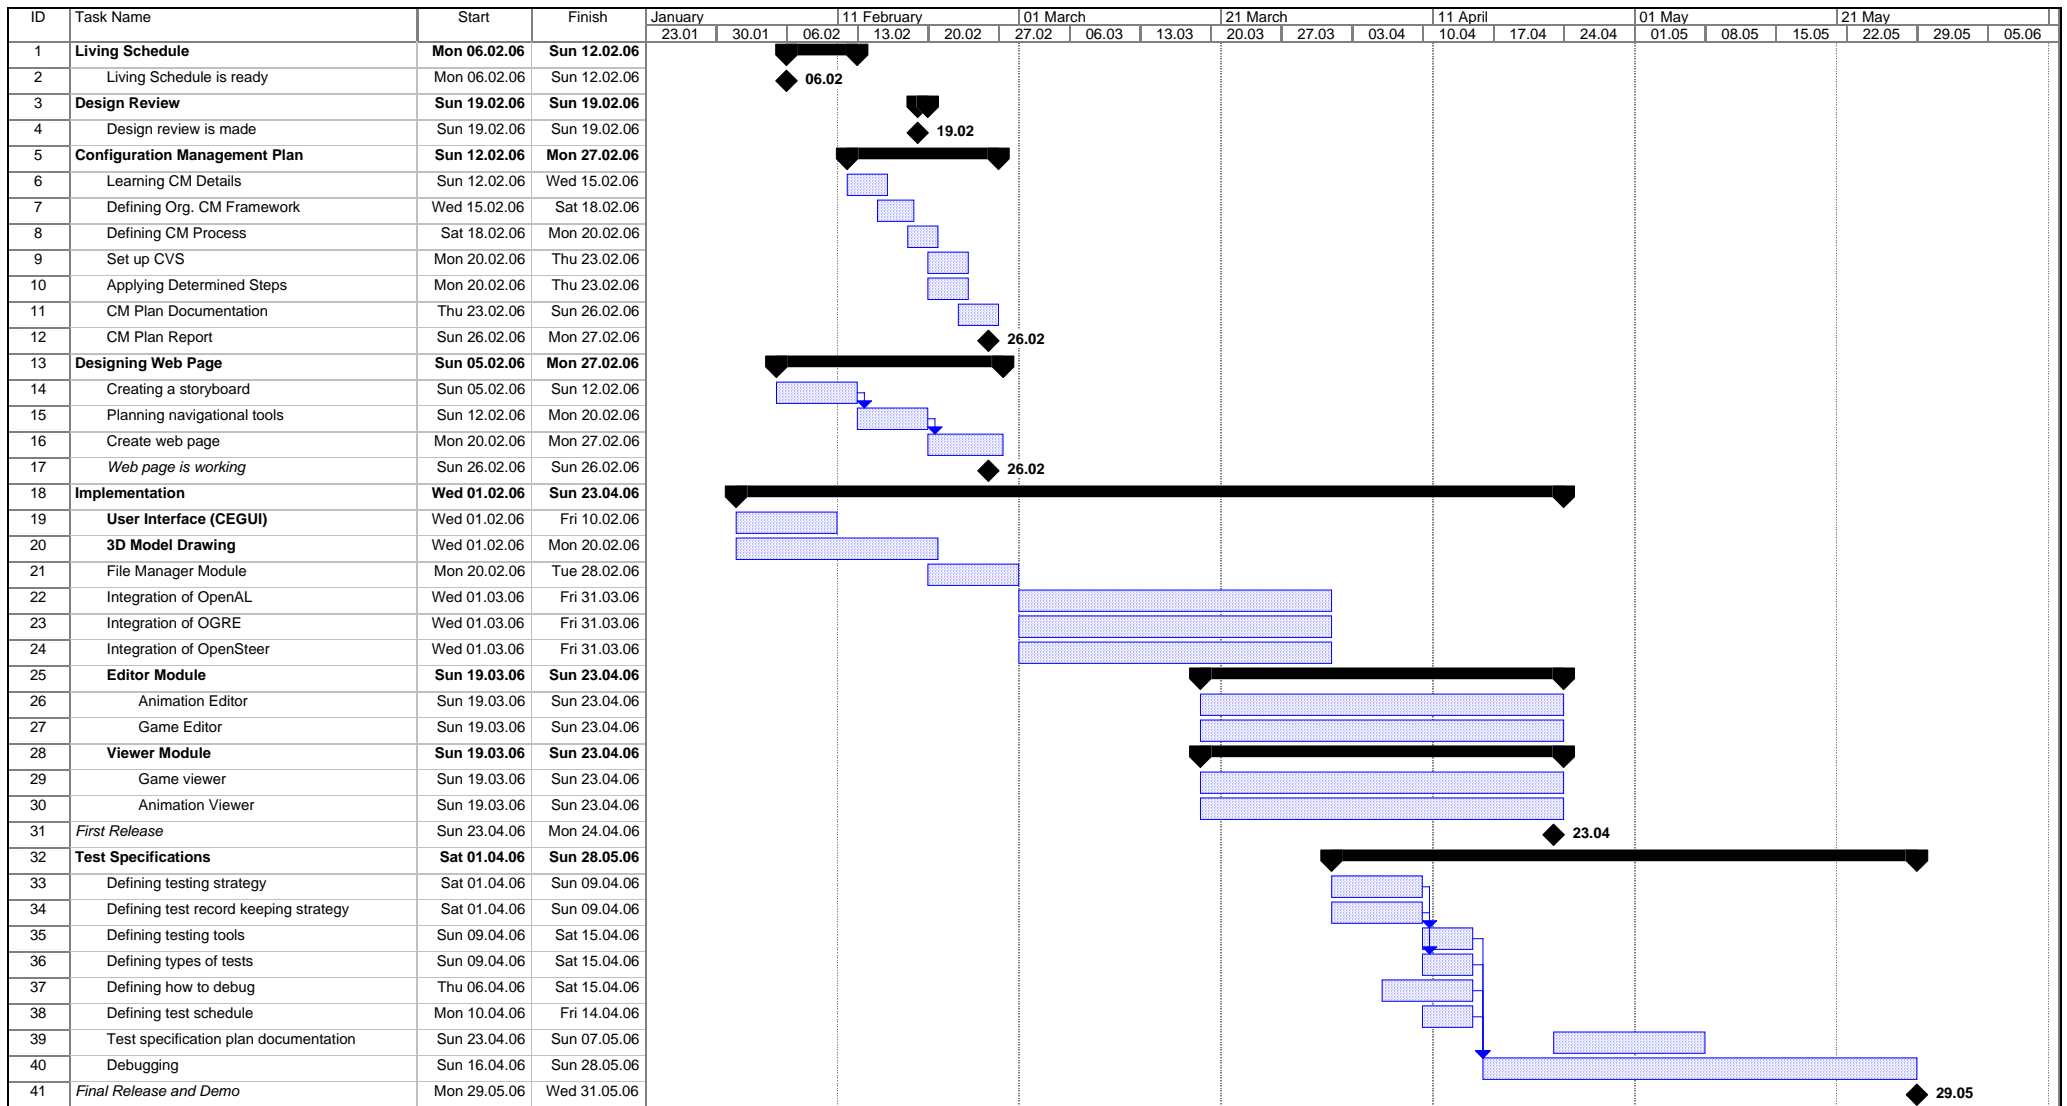 ID Task Name Start Finish January 11 February 01 March 21 March 11 April 01 May 21 May
23.01 30.01 06.02 13.02 20.02 27.02 06.03 13.03 20.03 27.03 03.04 10.04 17.04 24.04 01.05 08.05 15.05 22.05 29.05 05.06
1 Living Schedule Mon 06.02.06 Sun 12.02.06
2 Living Schedule is ready Mon 06.02.06 Sun 12.02.06 06.02
3 Design Review Sun 19.02.06 Sun 19.02.06
4 Design review is made Sun 19.02.06 Sun 19.02.06 19.02
5 Configuration Management Plan Sun 12.02.06 Mon 27.02.06
6 Learning CM Details Sun 12.02.06 Wed 15.02.06
7 Defining Org. CM Framework Wed 15.02.06 Sat 18.02.06
8 Defining CM Process Sat 18.02.06 Mon 20.02.06
9 Set up CVS Mon 20.02.06 Thu 23.02.06
10 Applying Determined Steps Mon 20.02.06 Thu 23.02.06
11 CM Plan Documentation Thu 23.02.06 Sun 26.02.06
12 CM Plan Report Sun 26.02.06 Mon 27.02.06 26.02
13 Designing Web Page Sun 05.02.06 Mon 27.02.06
14 Creating a storyboard Sun 05.02.06 Sun 12.02.06
15 Planning navigational tools Sun 12.02.06 Mon 20.02.06
16 Create web page Mon 20.02.06 Mon 27.02.06
17 Web page is working Sun 26.02.06 Sun 26.02.06 26.02
18 Implementation Wed 01.02.06 Sun 23.04.06
19 User Interface (CEGUI) Wed 01.02.06 Fri 10.02.06
20 3D Model Drawing Wed 01.02.06 Mon 20.02.06
21 File Manager Module Mon 20.02.06 Tue 28.02.06
22 Integration of OpenAL Wed 01.03.06 Fri 31.03.06
23 Integration of OGRE Wed 01.03.06 Fri 31.03.06
24 Integration of OpenSteer Wed 01.03.06 Fri 31.03.06
25 Editor Module Sun 19.03.06 Sun 23.04.06
26 Animation Editor Sun 19.03.06 Sun 23.04.06
27 Game Editor Sun 19.03.06 Sun 23.04.06
28 Viewer Module Sun 19.03.06 Sun 23.04.06
29 Game viewer Sun 19.03.06 Sun 23.04.06
30 Animation Viewer Sun 19.03.06 Sun 23.04.06
31 First Release Sun 23.04.06 Mon 24.04.06 23.04
32 Test Specifications Sat 01.04.06 Sun 28.05.06
33 Defining testing strategy Sat 01.04.06 Sun 09.04.06
34 Defining test record keeping strategy Sat 01.04.06 Sun 09.04.06
35 Defining testing tools Sun 09.04.06 Sat 15.04.06
36 Defining types of tests Sun 09.04.06 Sat 15.04.06
37 Defining how to debug Thu 06.04.06 Sat 15.04.06
38 Defining test schedule Mon 10.04.06 Fri 14.04.06
39 Test specification plan documentation Sun 23.04.06 Sun 07.05.06
40 Debugging Sun 16.04.06 Sun 28.05.06
41 Final Release and Demo Mon 29.05.06 Wed 31.05.06 29.05